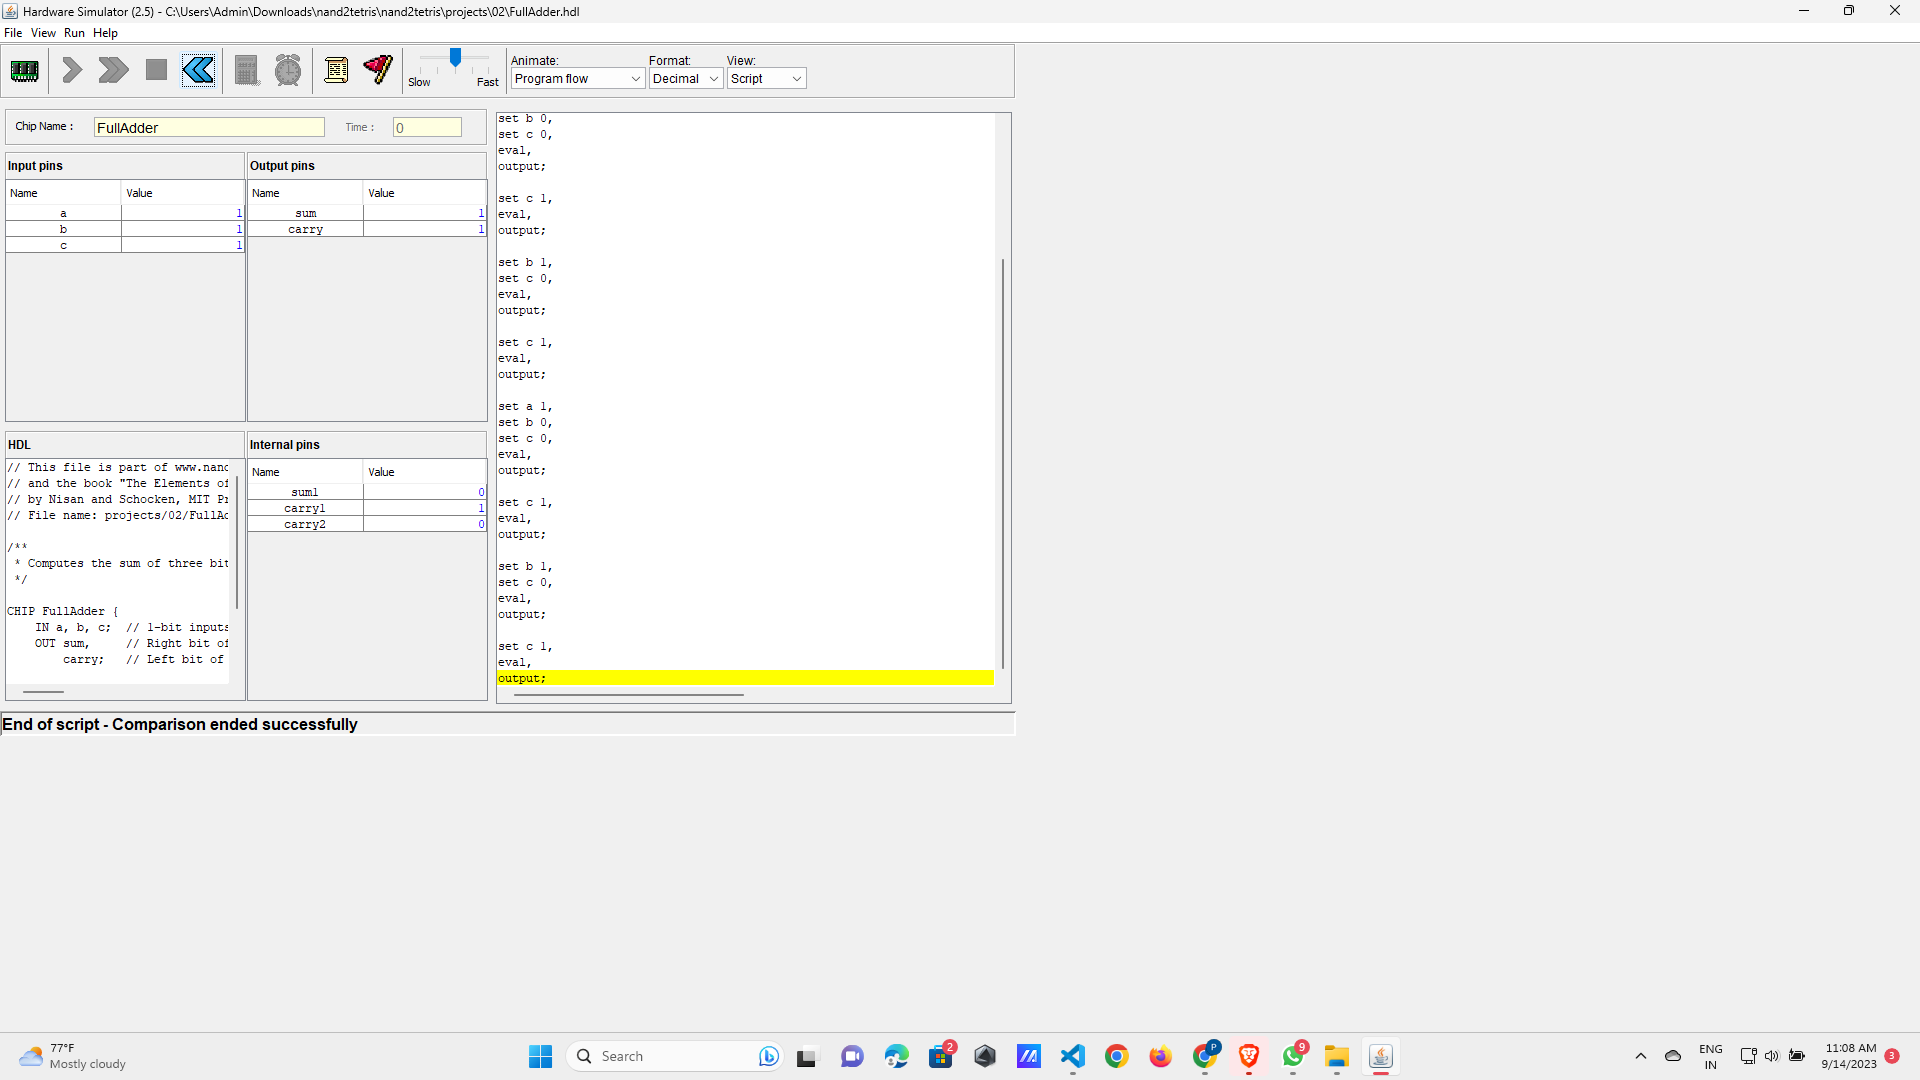 Hardware Simulator (2.5) - C:\Users\Admin\Downloads\nand2tetris\nand2tetris\projects\02\FullAdder.hdl
File View Run Help
Slow Fast
Animate: Format: View:
Program flow Decimal Script
Chip Name : FullAdder Time : 0
Input pins
Name Value
a 1
b 1
c 1
Output pins
Name Value
sum 1
carry 1
HDL
// This file is part of www.nand
// and the book "The Elements of
// by Nisan and Schocken, MIT Pr
// File name: projects/02/FullAd
/**
* Computes the sum of three bit
*/
CHIP FullAdder {
IN a, b, c; // 1-bit inputs
OUT sum, // Right bit of
carry; // Left bit of
Internal pins
Name Value
sum1 0
carry1 1
carry2 0
set b 0,
set c 0,
eval,
output;
set c 1,
eval,
output;
set b 1,
set c 0,
eval,
output;
set c 1,
eval,
output;
set a 1,
set b 0,
set c 0,
eval,
output;
set c 1,
eval,
output;
set b 1,
set c 0,
eval,
output;
set c 1,
eval,
output;
End of script - Comparison ended successfully
77°F
Mostly cloudy
Search
2
P
9
ENG
IN
11:08 AM
9/14/2023
3